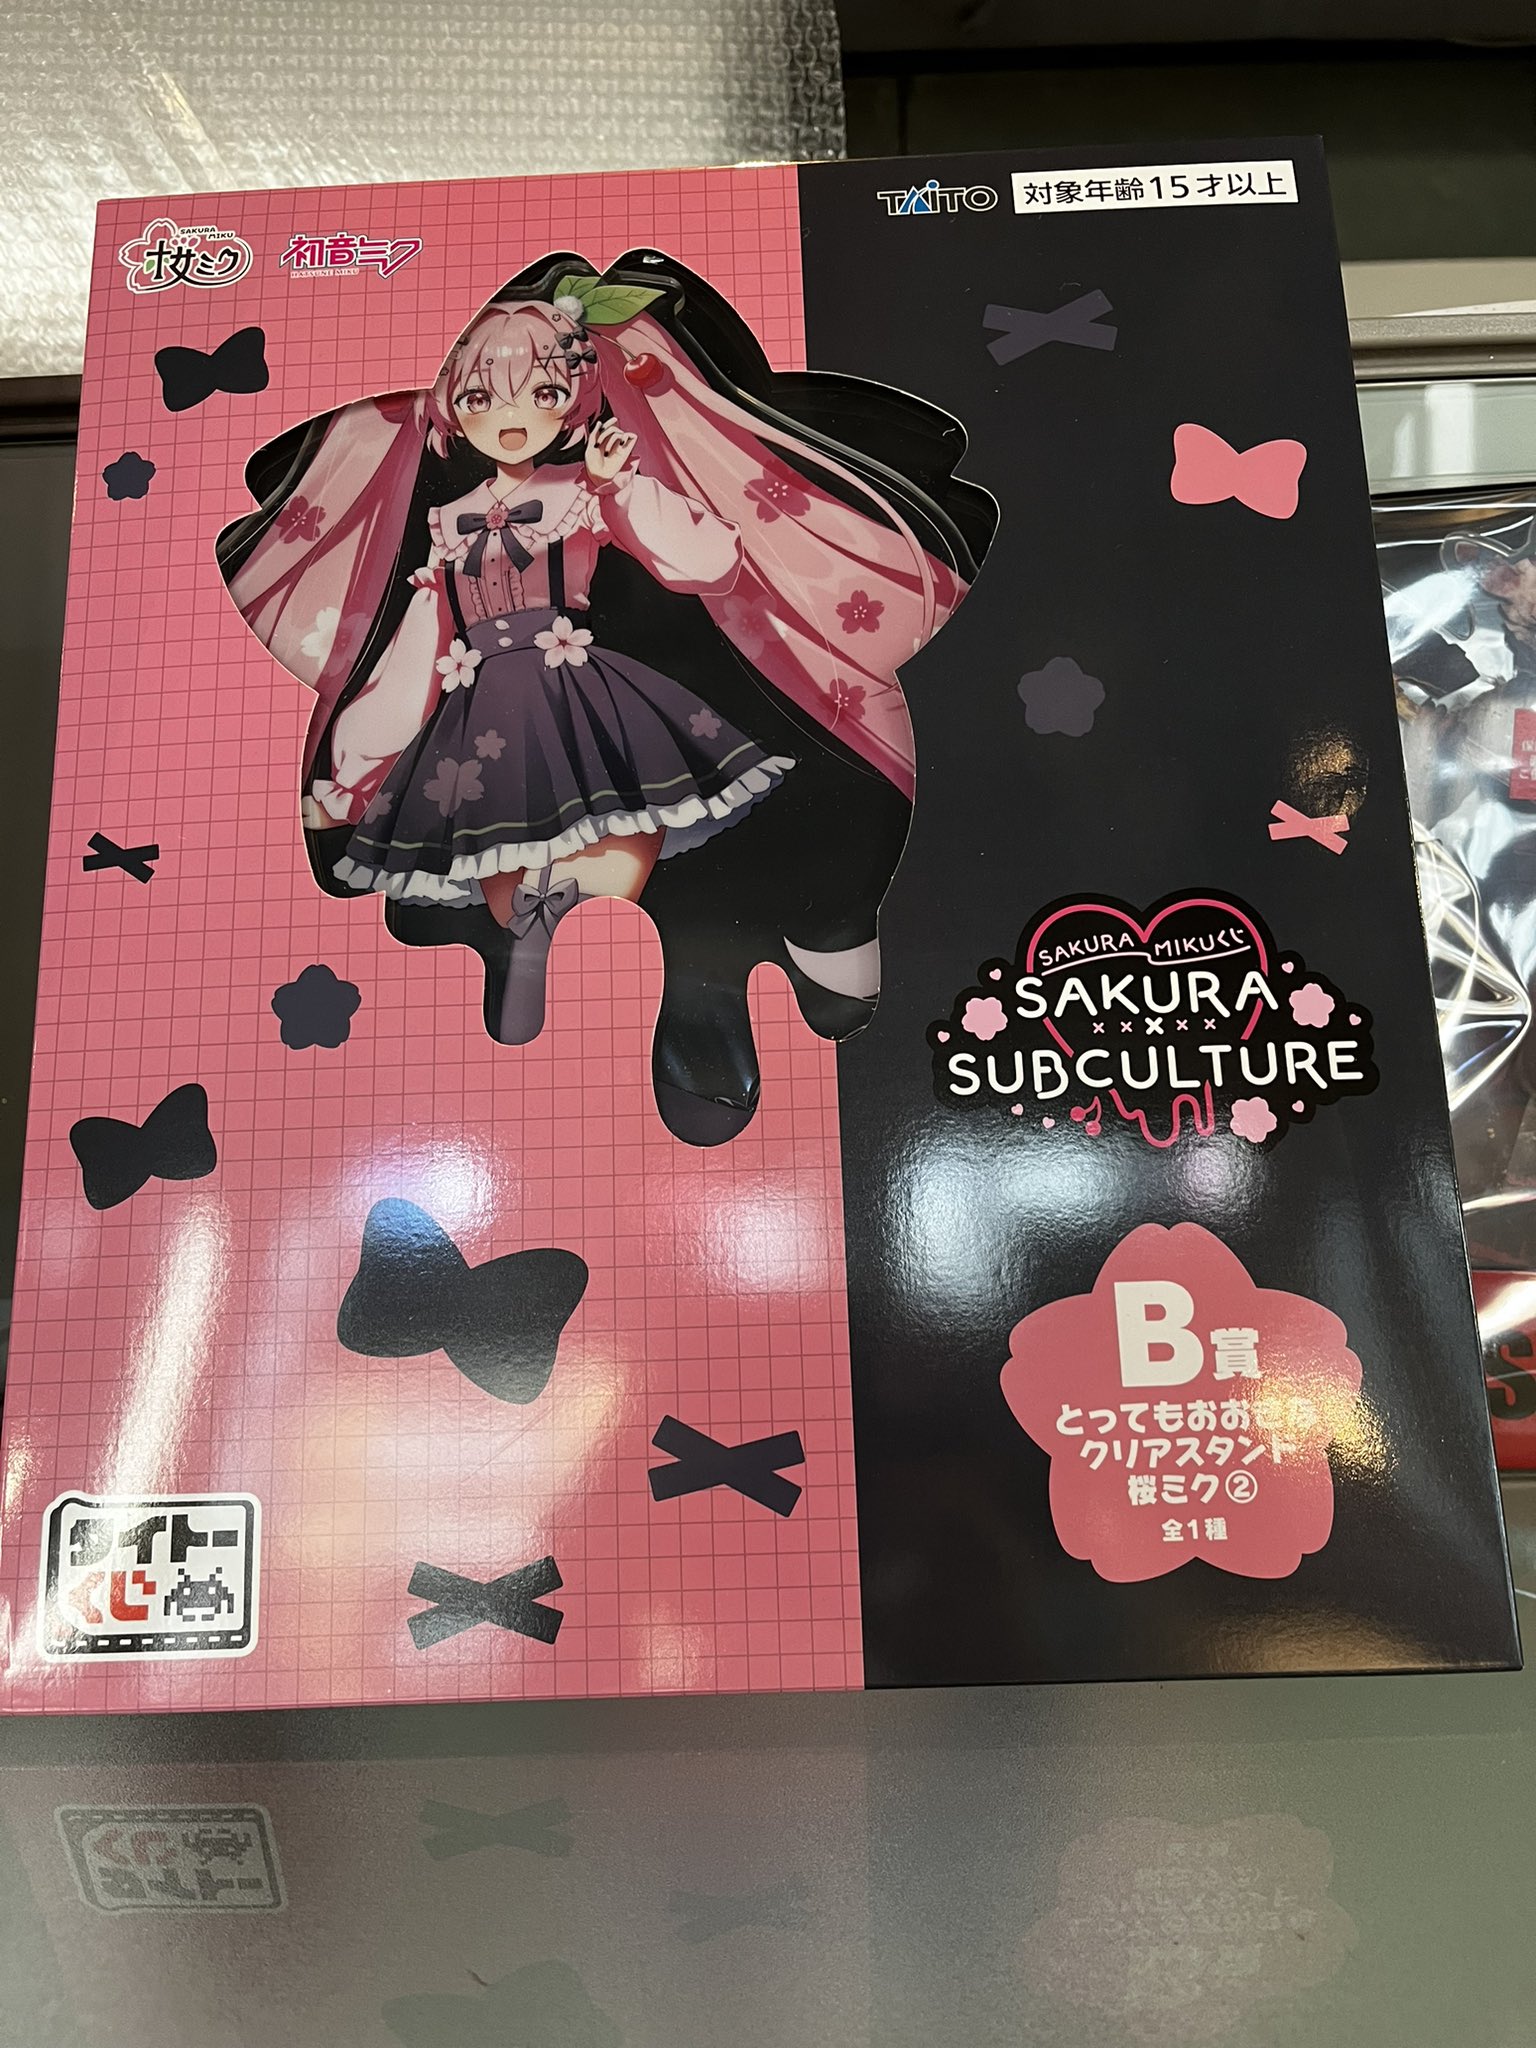 SAKURA MIKU
桜ミク
初音ミク
HATSUNE MIKU
TAITO
対象年齢15才以上
SAKURA MIKUくじ
SAKURA
×××××
SUBCULTURE
B賞
とってもおおきな
クリアスタンド
桜ミク②
全1種
タイトー
くじ